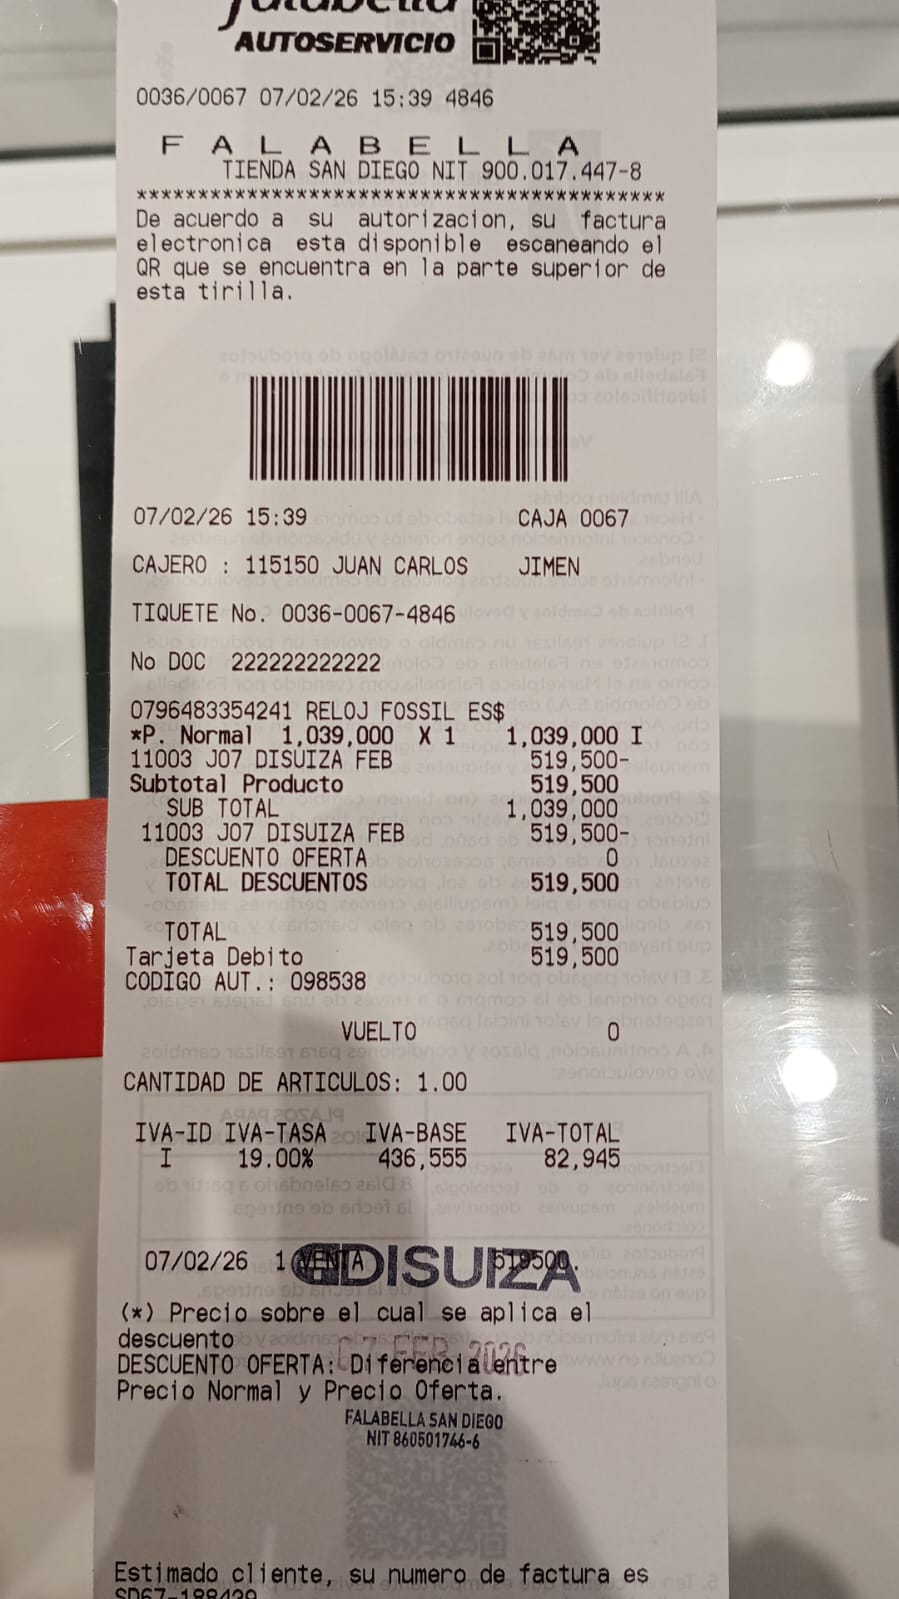 falabella
AUTOSERVICIO
0036/0067 07/02/26 15:39 4846
F A L A B E L L A
TIENDA SAN DIEGO NIT 900.017.447-8
*******************************************
De acuerdo a su autorizacion, su factura
electronica esta disponible escaneando el
QR que se encuentra en la parte superior de
esta tirilla.
07/02/26 15:39 CAJA 0067
CAJERO : 115150 JUAN CARLOS JIMEN
TIQUETE No. 0036-0067-4846
No DOC 222222222222
0796483354241 RELOJ FOSSIL ES$
*P. Normal 1,039,000 X 1 1,039,000 I
11003 J07 DISUIZA FEB 519,500-
Subtotal Producto 519,500
SUB TOTAL 1,039,000
11003 J07 DISUIZA FEB 519,500-
DESCUENTO OFERTA 0
TOTAL DESCUENTOS 519,500
TOTAL 519,500
Tarjeta Debito 519,500
CODIGO AUT.: 098538
VUELTO 0
CANTIDAD DE ARTICULOS: 1.00
IVA-ID IVA-TASA IVA-BASE IVA-TOTAL
I 19.00% 436,555 82,945
07/02/26 1 VENTA 519500.
DISUIZA
(*) Precio sobre el cual se aplica el
descuento
07 FEB 2026
DESCUENTO OFERTA: Diferencia entre
Precio Normal y Precio Oferta.
FALABELLA SAN DIEGO
NIT 860501746-6
Estimado cliente, su numero de factura es
SD67-188429